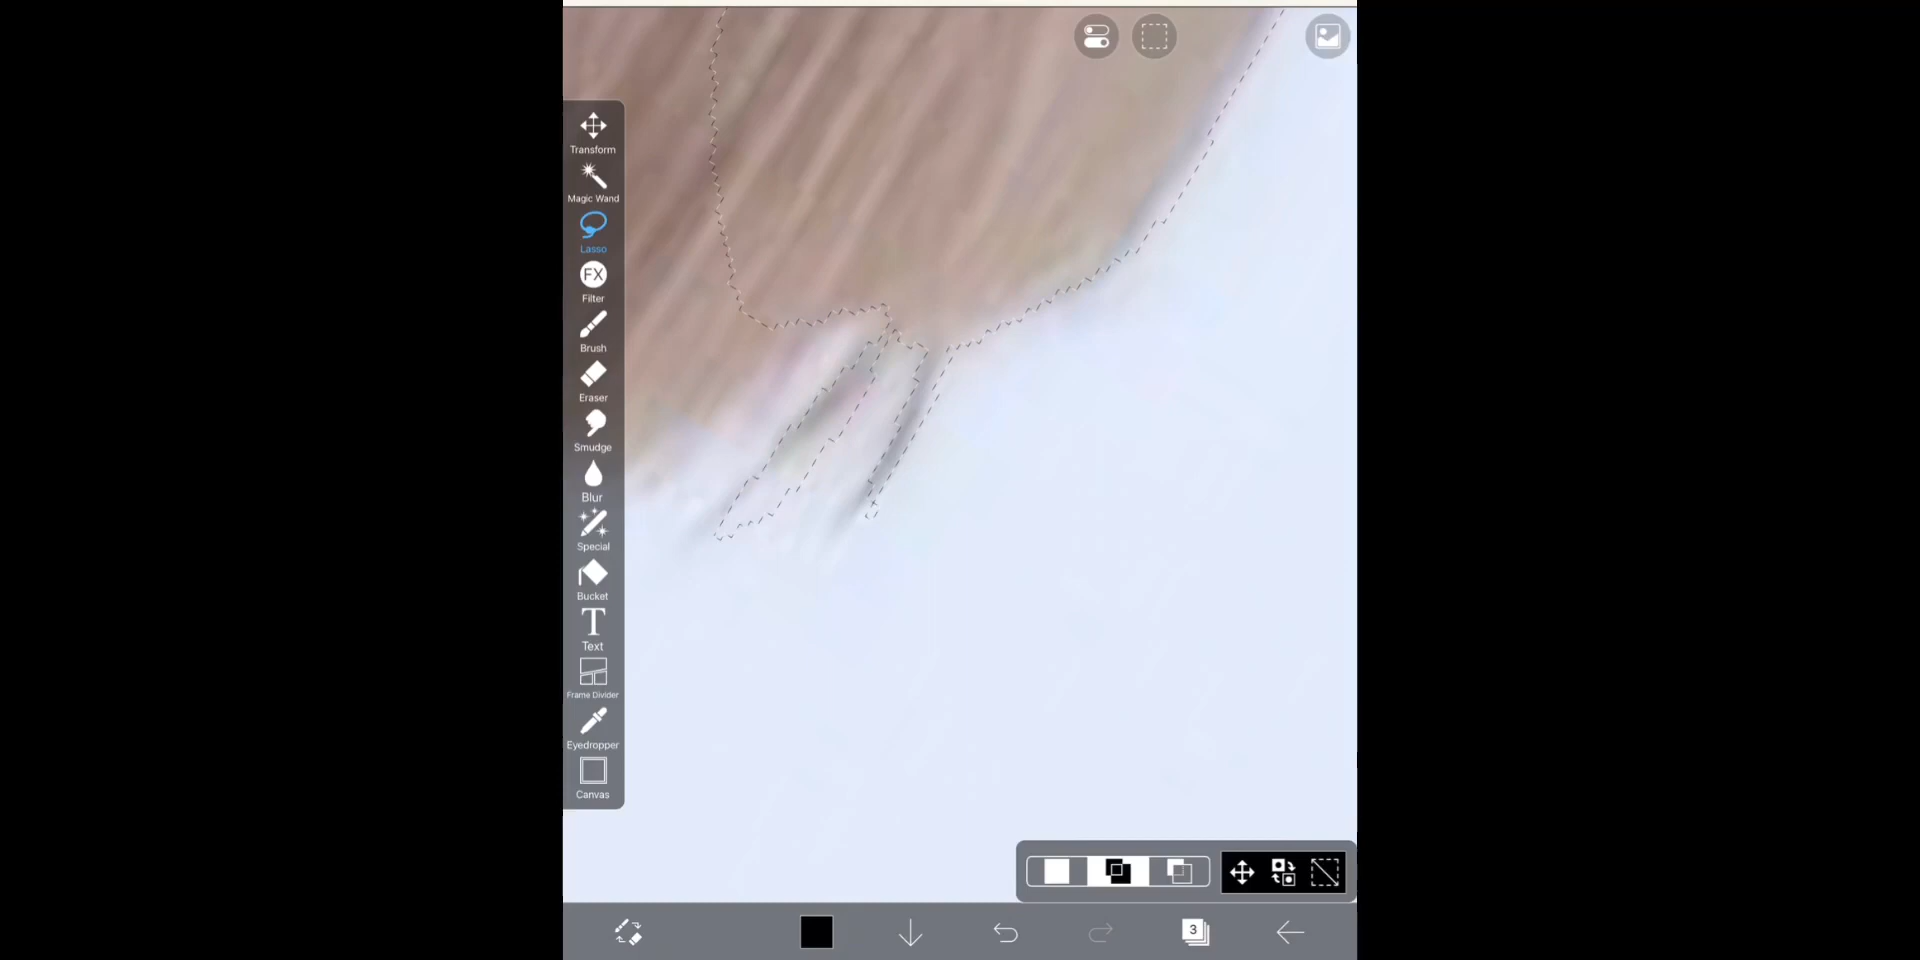 Transform
Magic Wand
Lasso
FX
Filter
Brush
Eraser
Smudge
Blur
Special
Bucket
T
Text
Frame Divider
Eyedropper
Canvas
3